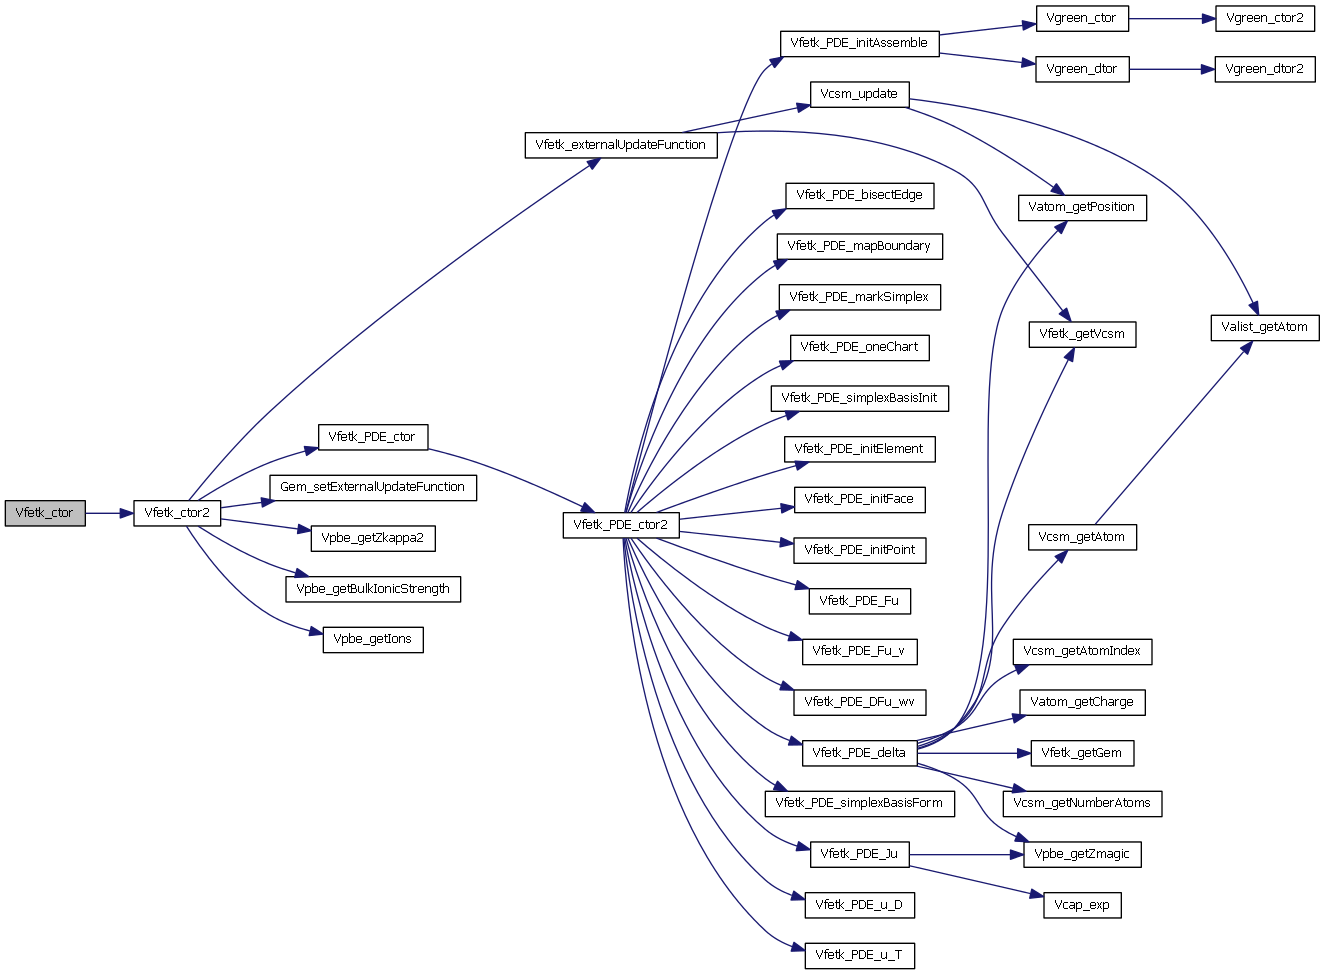 Vfetk_ctor
Vfetk_ctor2
Vfetk_externalUpdateFunction
Vfetk_PDE_ctor
Gem_setExternalUpdateFunction
Vpbe_getZkappa2
Vpbe_getBulkIonicStrength
Vpbe_getIons
Vfetk_PDE_ctor2
Vfetk_PDE_initAssemble
Vcsm_update
Vfetk_PDE_bisectEdge
Vfetk_PDE_mapBoundary
Vfetk_PDE_markSimplex
Vfetk_PDE_oneChart
Vfetk_PDE_simplexBasisInit
Vfetk_PDE_initElement
Vfetk_PDE_initFace
Vfetk_PDE_initPoint
Vfetk_PDE_Fu
Vfetk_PDE_Fu_v
Vfetk_PDE_DFu_wv
Vfetk_PDE_delta
Vfetk_PDE_simplexBasisForm
Vfetk_PDE_Ju
Vfetk_PDE_u_D
Vfetk_PDE_u_T
Vgreen_ctor
Vgreen_dtor
Vatom_getPosition
Vfetk_getVcsm
Vcsm_getAtom
Vcsm_getAtomIndex
Vatom_getCharge
Vfetk_getGem
Vcsm_getNumberAtoms
Vpbe_getZmagic
Vcap_exp
Vgreen_ctor2
Vgreen_dtor2
Valist_getAtom